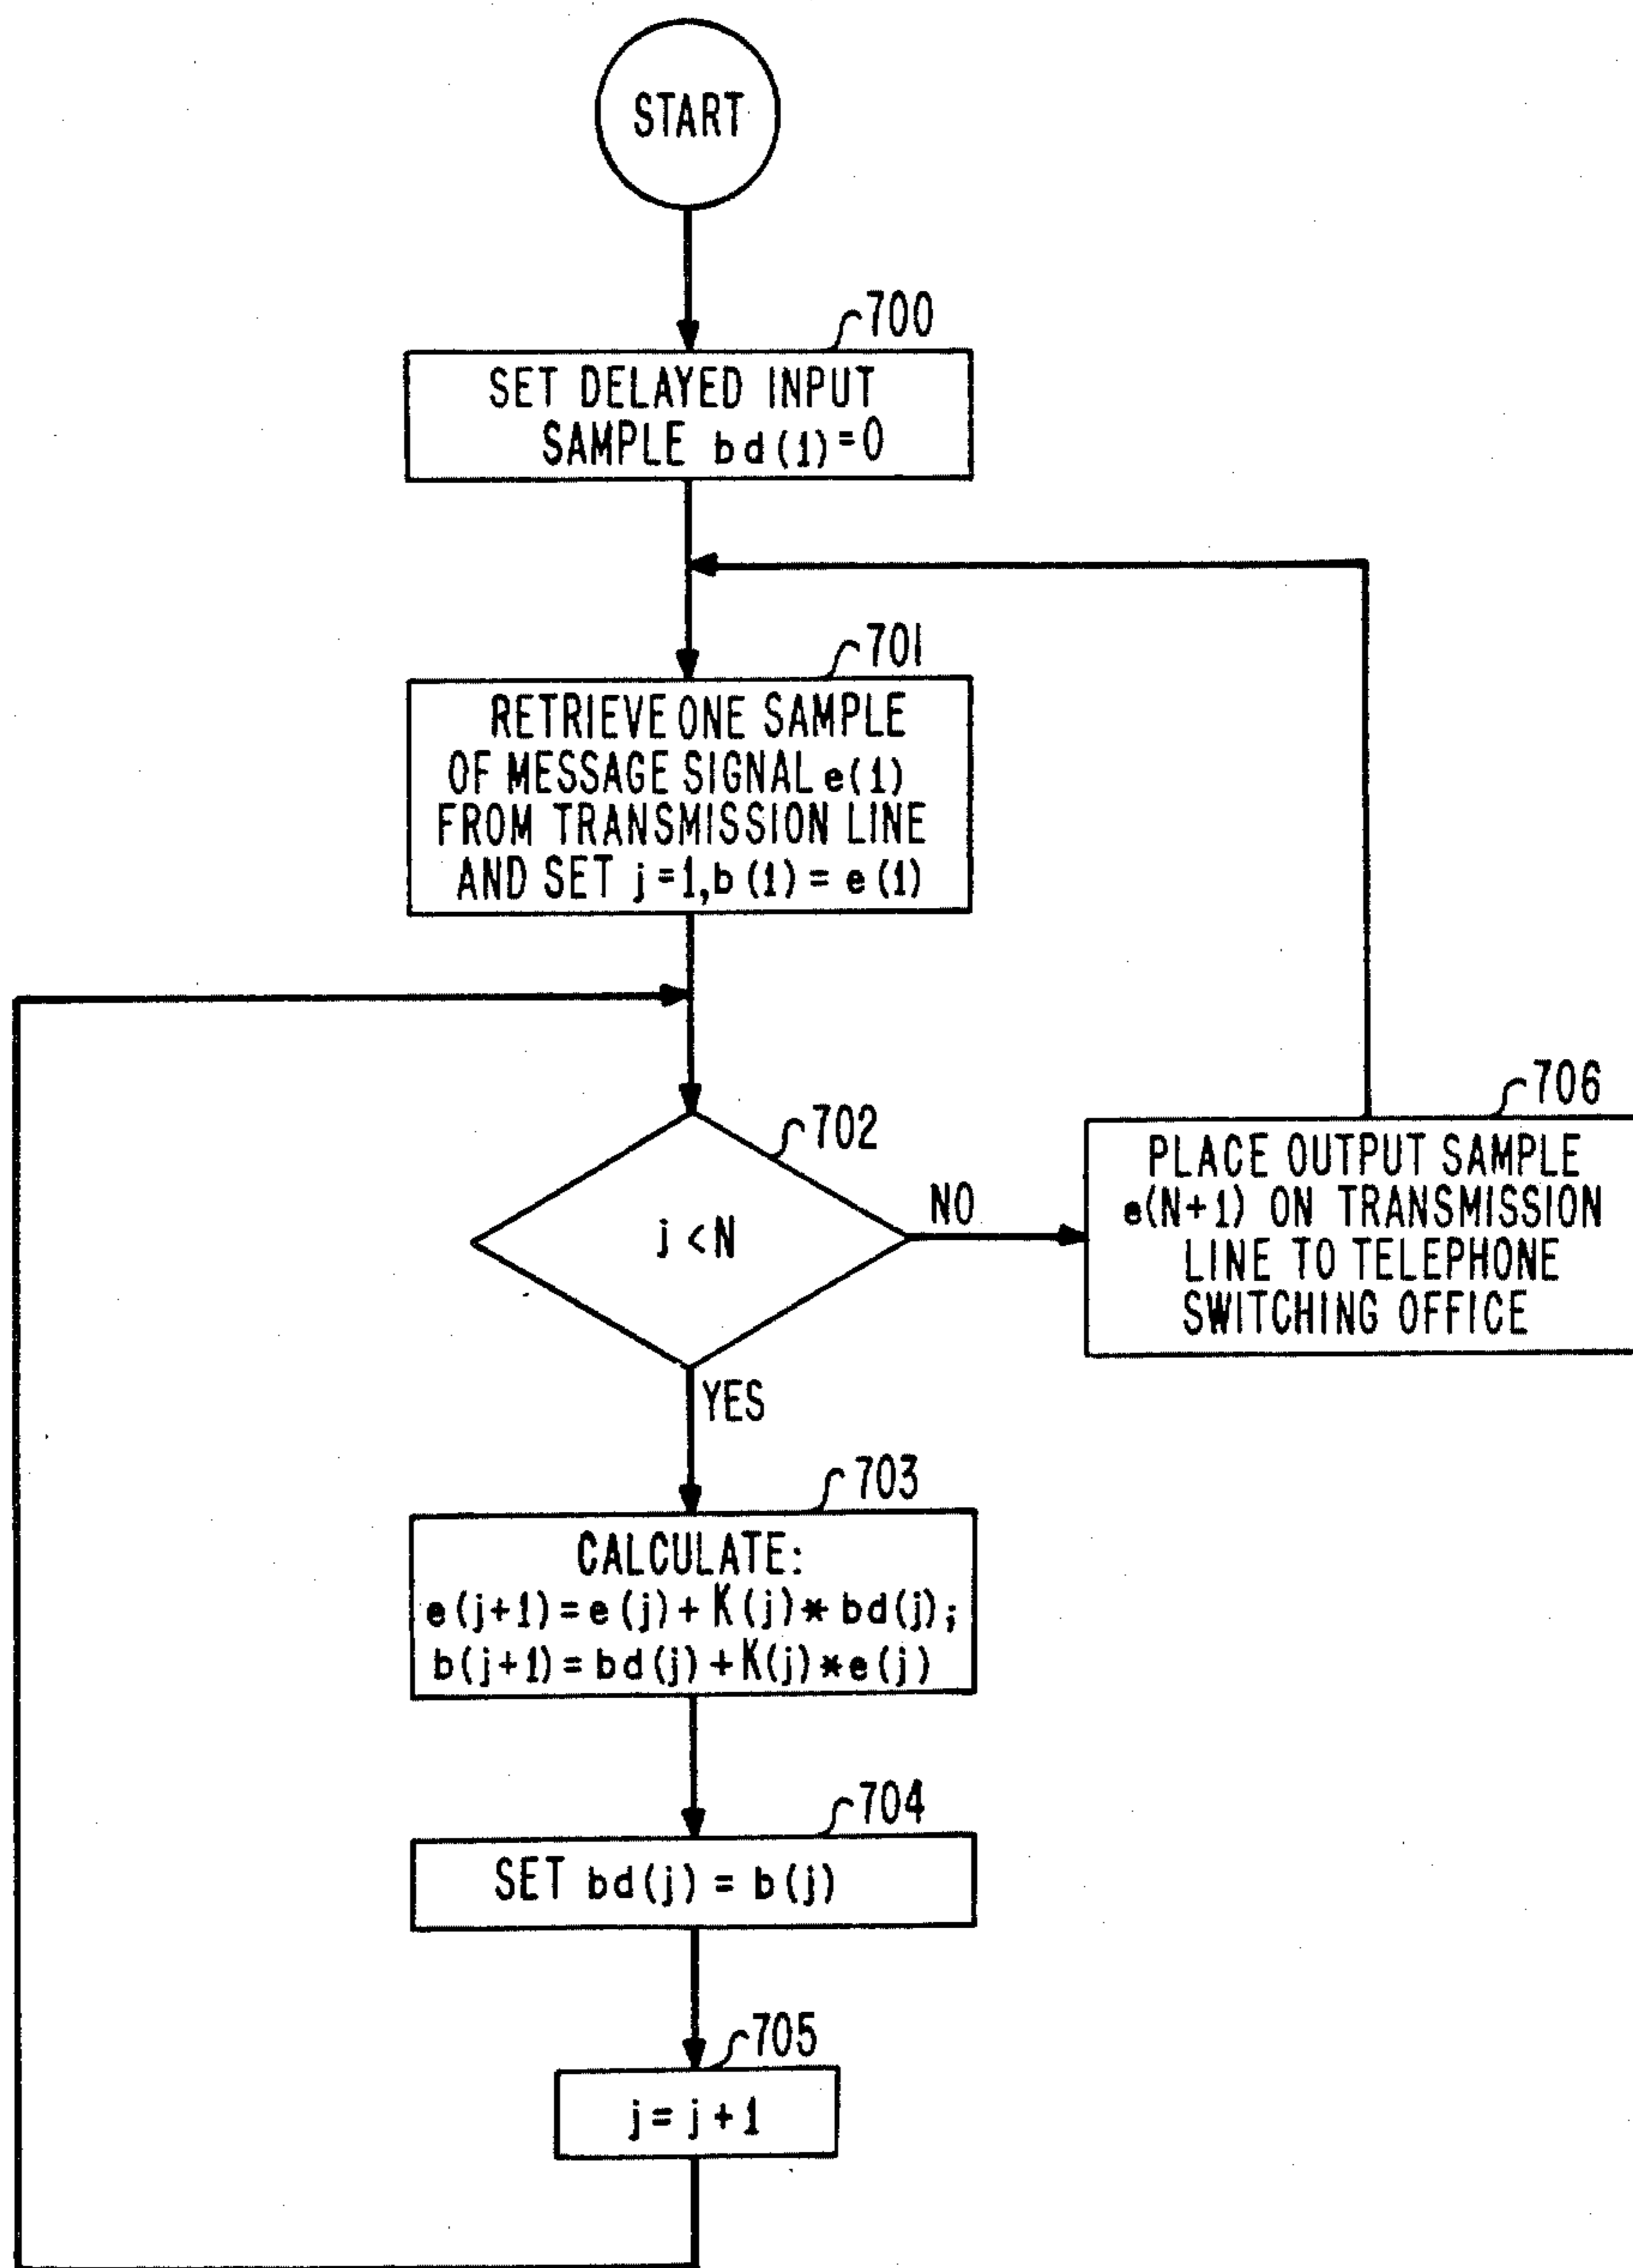 START
700
SET DELAYED INPUT
SAMPLE bd(1)=0
701
RETRIEVE ONE SAMPLE
OF MESSAGE SIGNAL e(1)
FROM TRANSMISSION LINE
AND SET j=1, b(1) = e(1)
702
j < N
NO
706
PLACE OUTPUT SAMPLE
e(N+1) ON TRANSMISSION
LINE TO TELEPHONE
SWITCHING OFFICE
YES
703
CALCULATE:
e(j+1) = e(j) + K(j) * bd(j);
b(j+1) = bd(j) + K(j) * e(j)
704
SET bd(j) = b(j)
705
j = j + 1